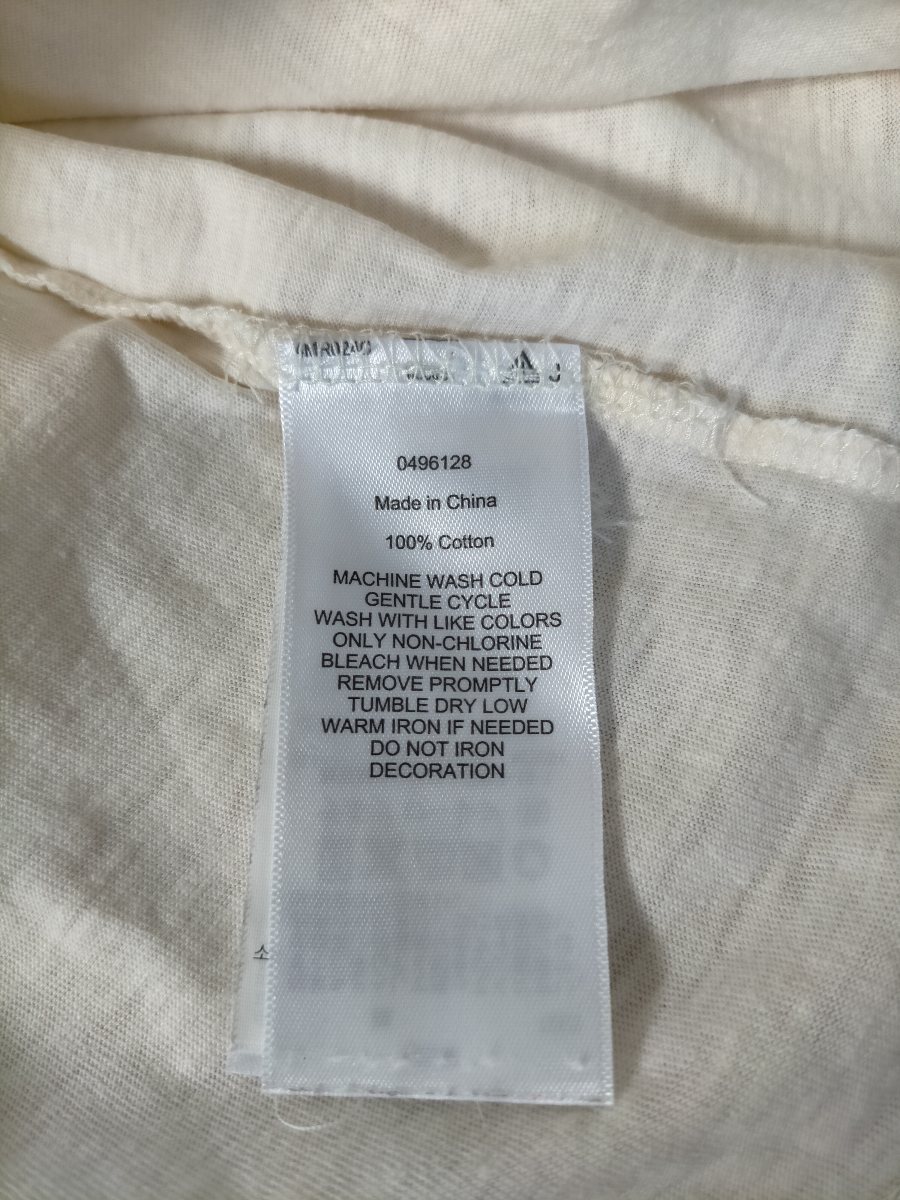 0496128
Made in China
100% Cotton
MACHINE WASH COLD
GENTLE CYCLE
WASH WITH LIKE COLORS
ONLY NON-CHLORINE
BLEACH WHEN NEEDED
REMOVE PROMPTLY
TUMBLE DRY LOW
WARM IRON IF NEEDED
DO NOT IRON
DECORATION
소